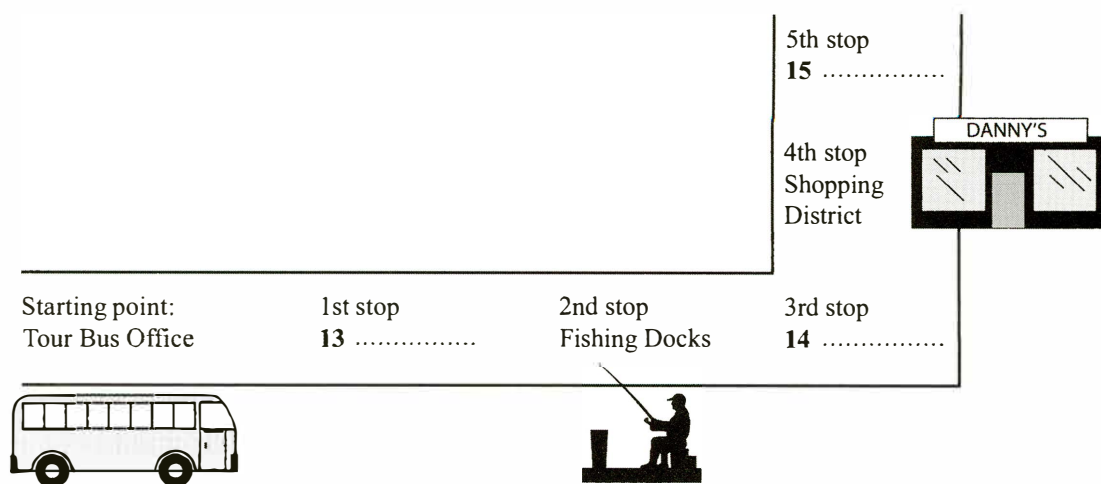 5th stop
15 ................
DANNY'S
4th stop
Shopping
District
Starting point:
Tour Bus Office
1st stop
13 ................
2nd stop
Fishing Docks
3rd stop
14 ................